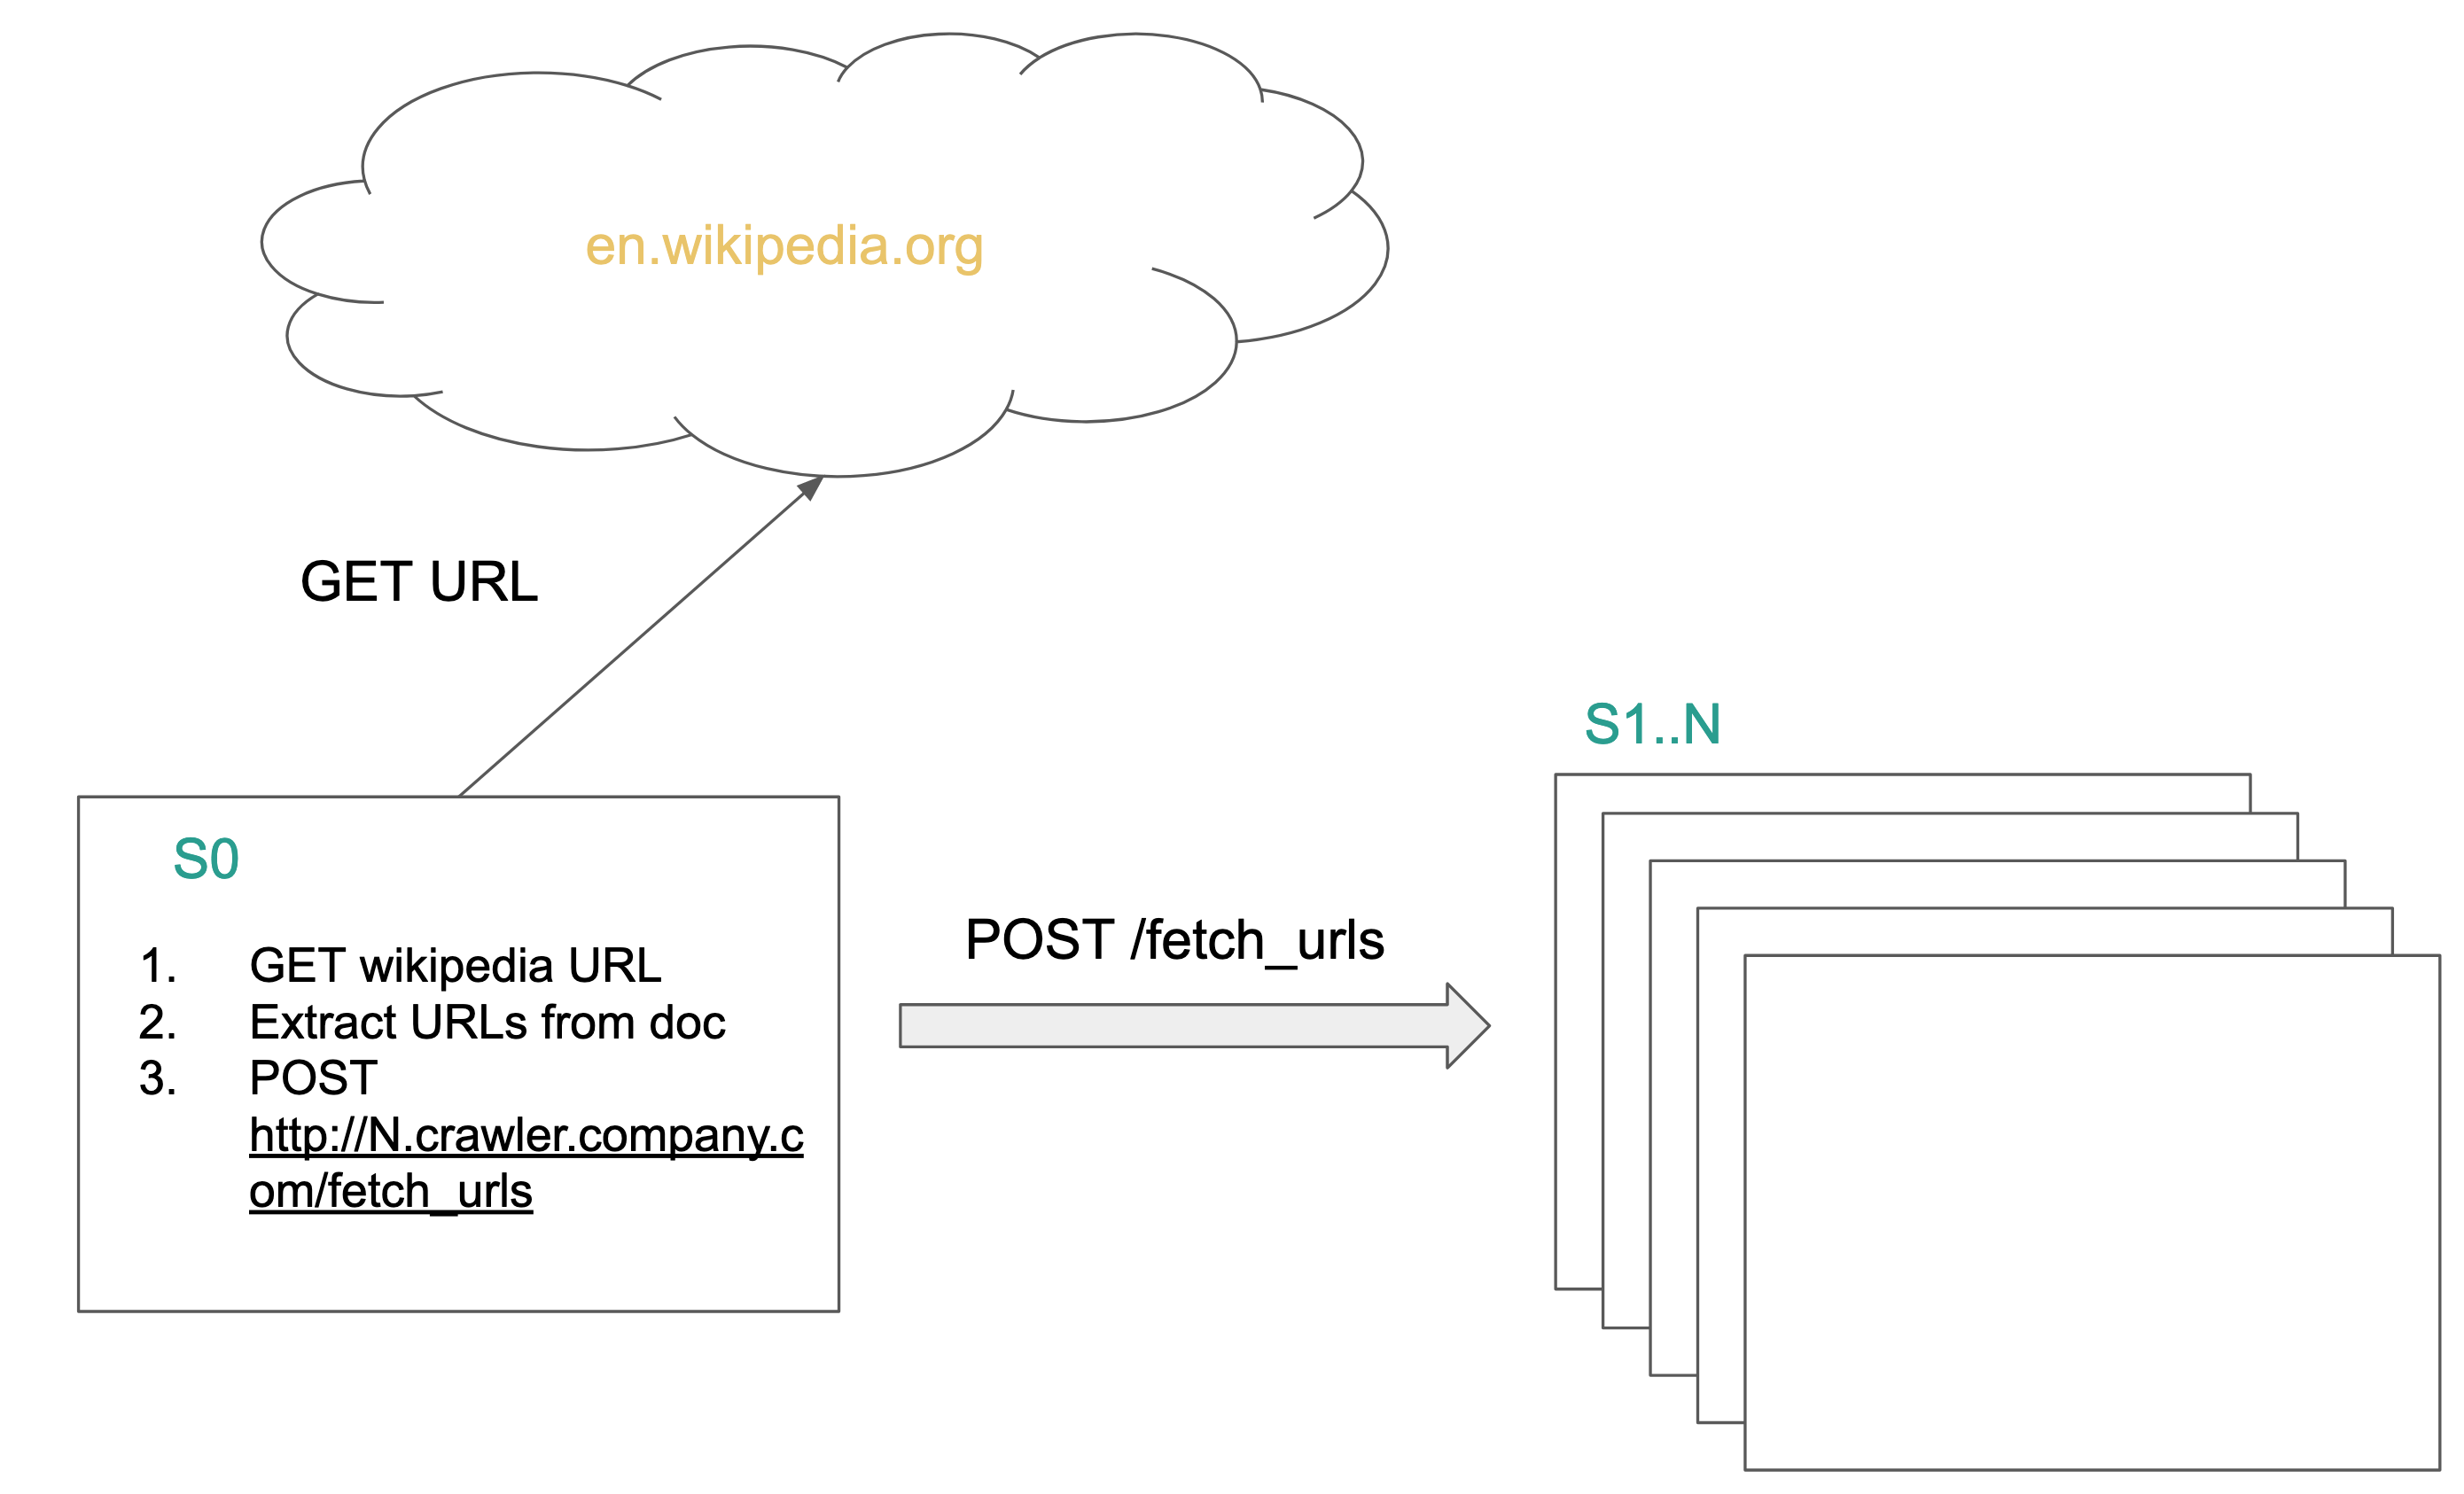 en.wikipedia.org
GET URL
S1..N
S0
POST /fetch_urls
1. GET wikipedia URL
2. Extract URLs from doc
3. POST
http://N.crawler.company.c
om/fetch_urls